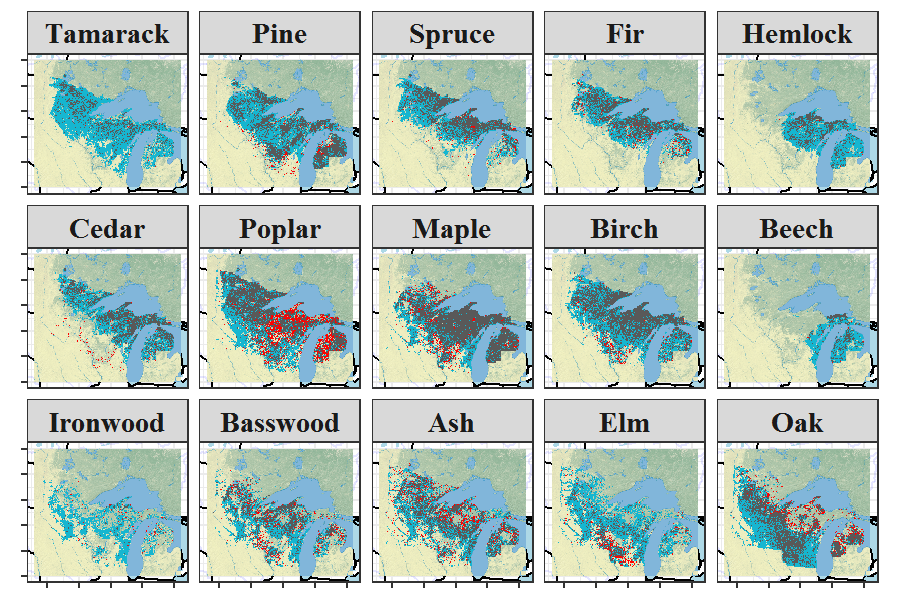 Tamarack
Pine
Spruce
Fir
Hemlock
Cedar
Poplar
Maple
Birch
Beech
Ironwood
Basswood
Ash
Elm
Oak